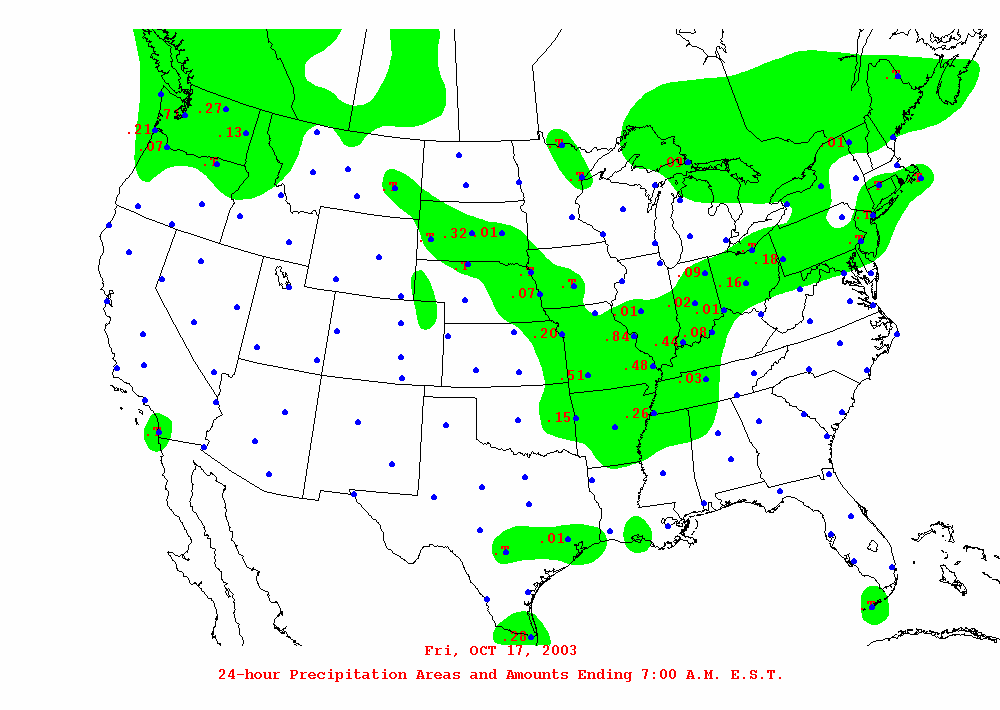 .T
.27
.21
.13
.07
.T
.T
.01
.09
.T
.T
.T
.T
.32 .01
.T
.T
.T
.18
.T
.09
.16
.07
.T
.02 .01
.01
.20
.84
.44 .08
.48
.51
.03
.15
.26
.T
.01
.T
.T
.26
Fri, OCT 17, 2003
24-hour Precipitation Areas and Amounts Ending 7:00 A.M. E.S.T.